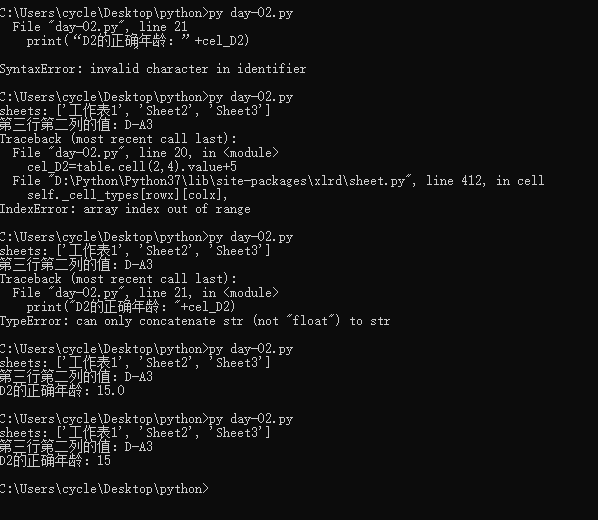 C:\Users\cycle\Desktop\python>py day-02.py
  File "day-02.py", line 21
    print(“D2的正确年龄：”+cel_D2)
SyntaxError: invalid character in identifier
C:\Users\cycle\Desktop\python>py day-02.py
sheets: ['工作表1', 'Sheet2', 'Sheet3']
第三行第二列的值：D-A3
Traceback (most recent call last):
  File "day-02.py", line 20, in <module>
    cel_D2=table.cell(2,4).value+5
  File "D:\Python\Python37\lib\site-packages\xlrd\sheet.py", line 412, in cell
    self._cell_types[rowx][colx],
IndexError: array index out of range
C:\Users\cycle\Desktop\python>py day-02.py
sheets: ['工作表1', 'Sheet2', 'Sheet3']
第三行第二列的值：D-A3
Traceback (most recent call last):
  File "day-02.py", line 21, in <module>
    print("D2的正确年龄："+cel_D2)
TypeError: can only concatenate str (not "float") to str
C:\Users\cycle\Desktop\python>py day-02.py
sheets: ['工作表1', 'Sheet2', 'Sheet3']
第三行第二列的值：D-A3
D2的正确年龄：15.0
C:\Users\cycle\Desktop\python>py day-02.py
sheets: ['工作表1', 'Sheet2', 'Sheet3']
第三行第二列的值：D-A3
D2的正确年龄：15
C:\Users\cycle\Desktop\python>